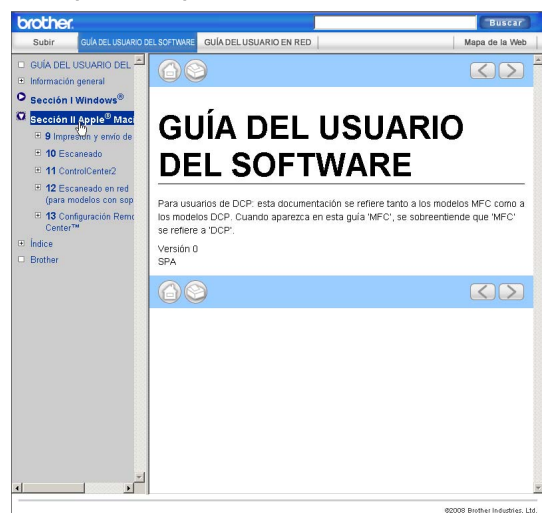 brother.
Buscar
Subir
GUÍA DEL USUARIO DEL SOFTWARE
GUÍA DEL USUARIO EN RED
Mapa de la Web
GUÍA DEL USUARIO DEL
Información general
Sección I Windows®
Sección II Apple® Maci
9 Impresión y envío de
10 Escaneado
11 ControlCenter2
12 Escaneado en red
(para modelos con sop
13 Configuración Remo
Center™
Índice
Brother
GUÍA DEL USUARIO
DEL SOFTWARE
Para usuarios de DCP: esta documentación se refiere tanto a los modelos MFC como a
los modelos DCP. Cuando aparezca en esta guía 'MFC', se sobreentiende que 'MFC'
se refiere a 'DCP'.
Versión 0
SPA
©2008 Brother Industries, Ltd.